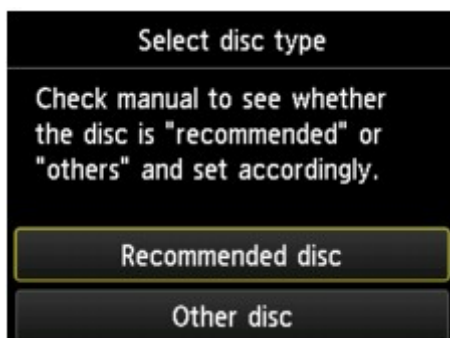 Select disc type
Check manual to see whether
the disc is "recommended" or
"others" and set accordingly.
Recommended disc
Other disc